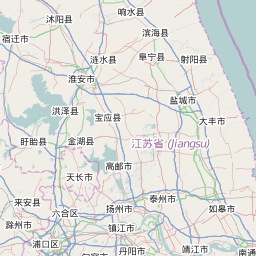 响水县
沭阳县
滨海县
宿迁市
涟水县
阜宁县
射阳县
淮安市
盐城市
洪泽县
宝应县
大丰市
盱眙县
金湖县
江苏省 (Jiangsu)
高邮市
天长市
来安县
泰州市
扬州市
如皋市
六合区
滁州市
镇江市
浦口区
丹阳市
靖江市